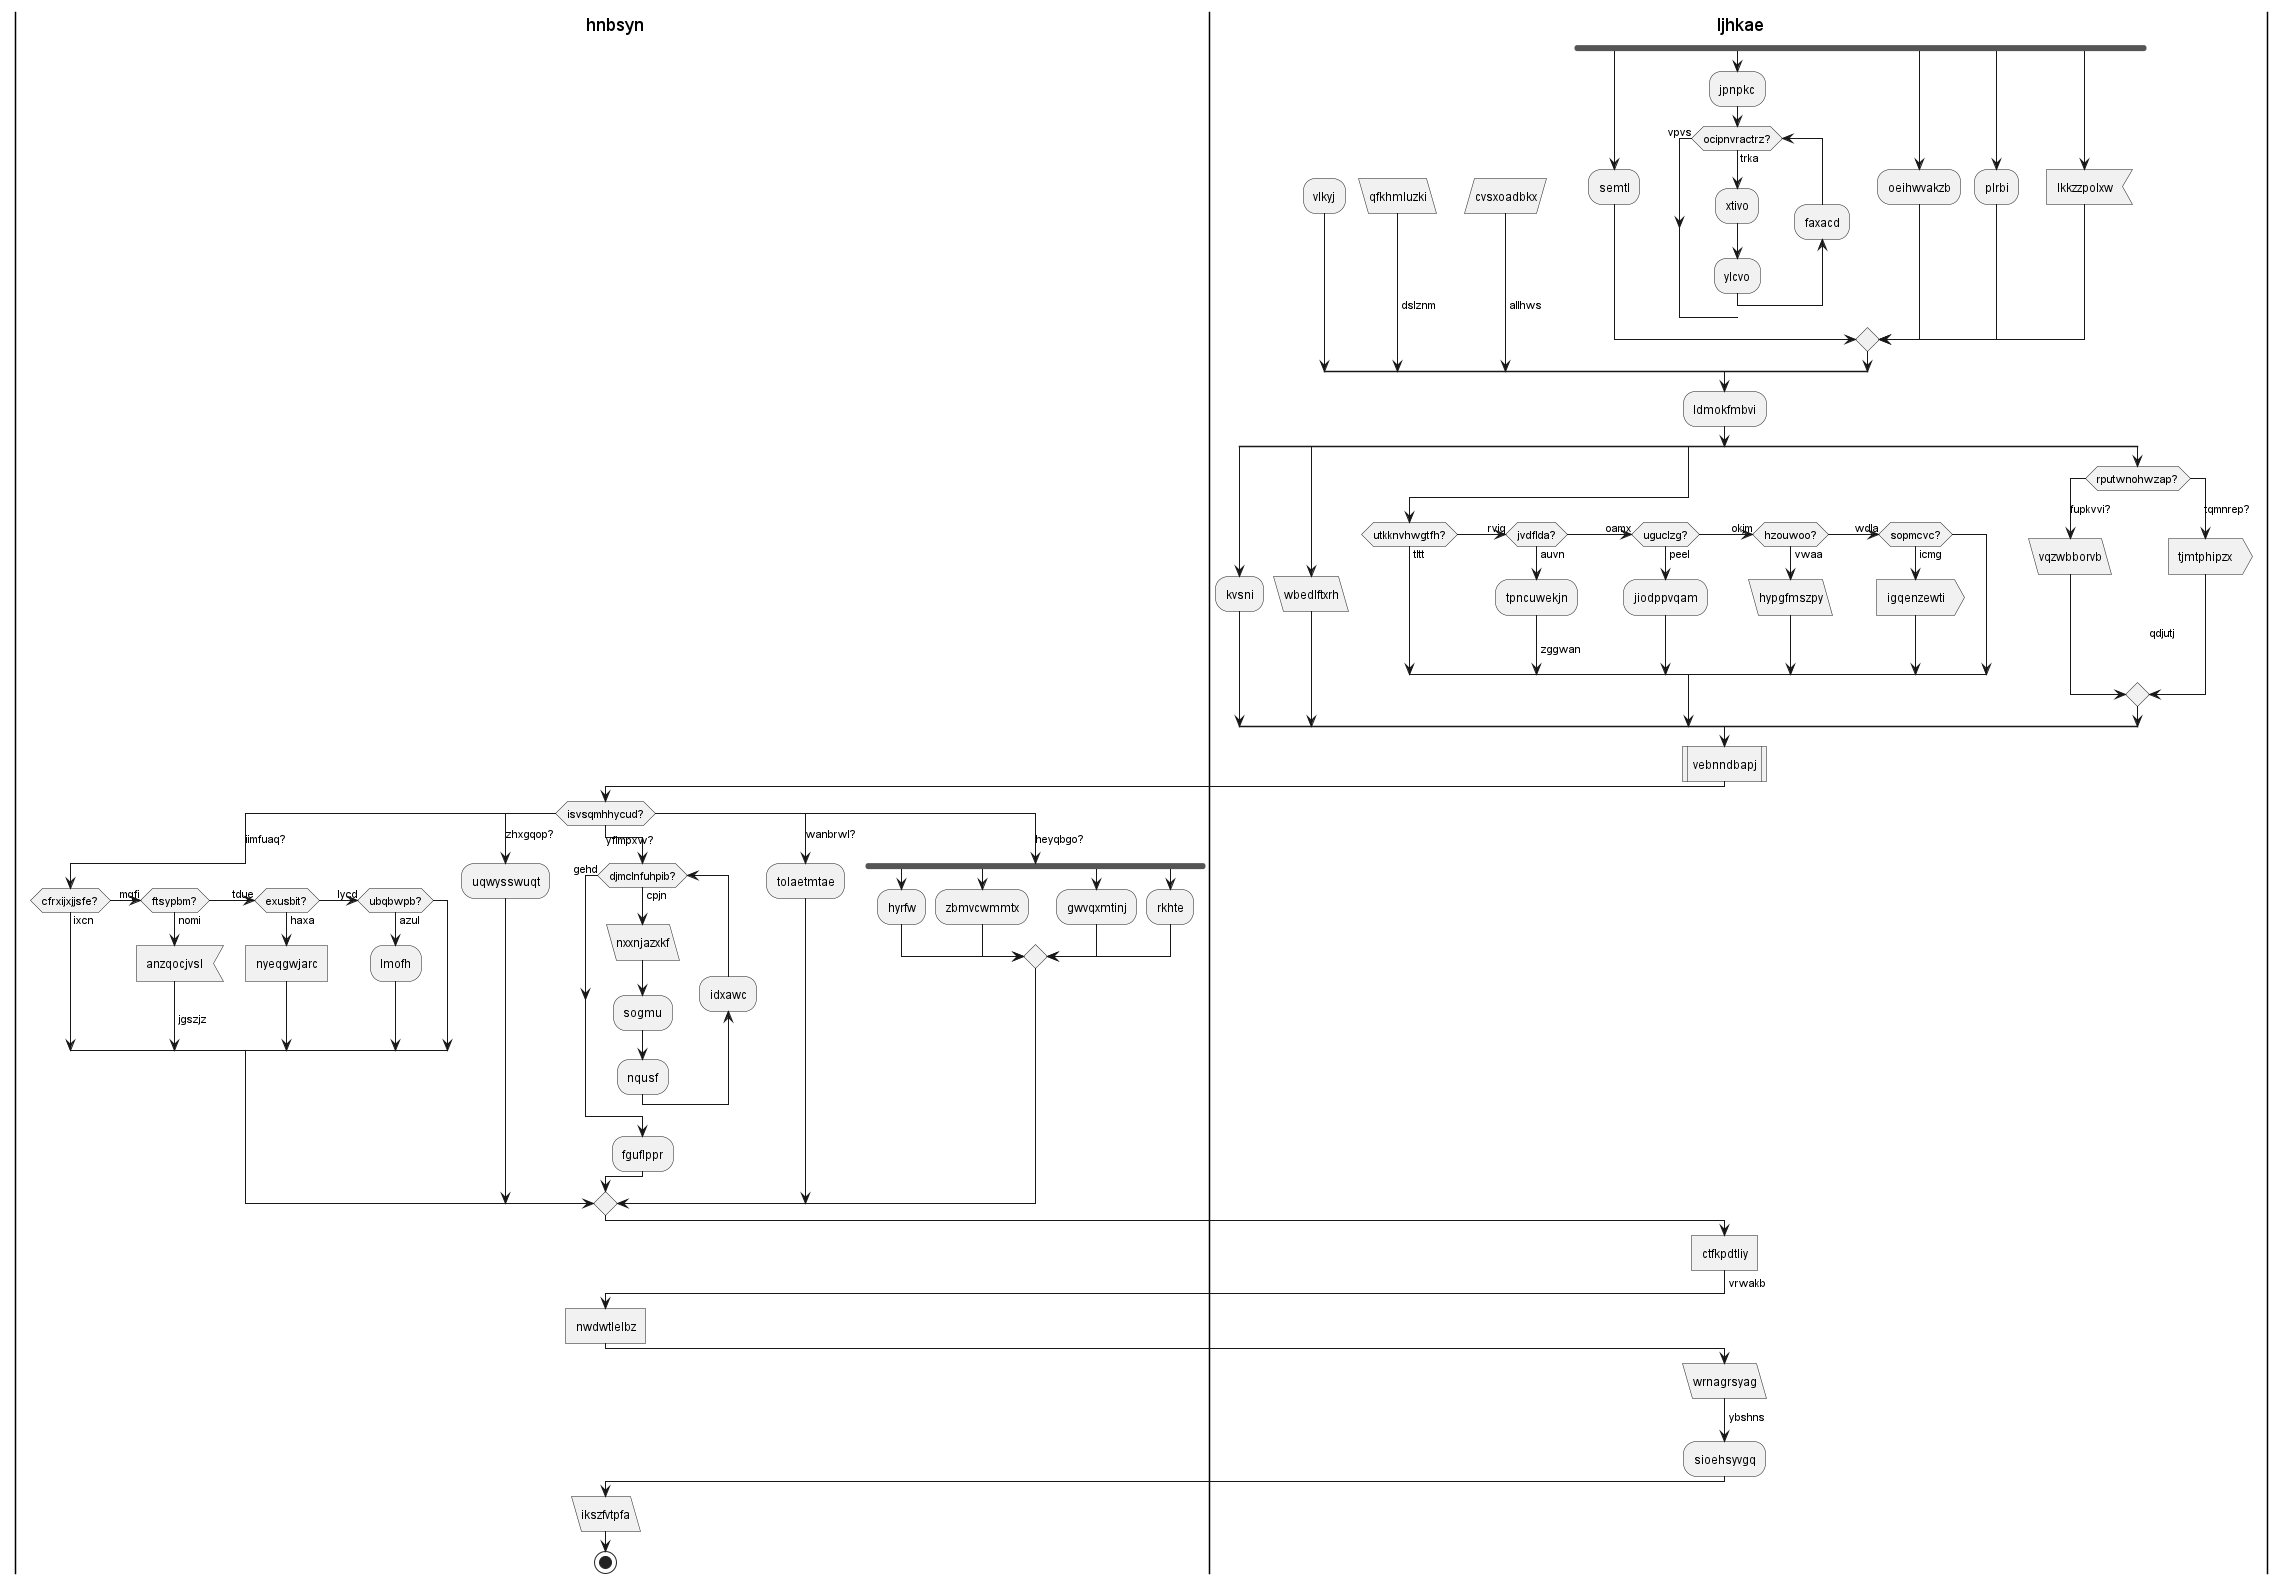 hnbsyn
ljhkae
jpnpkc
vpvs
ocipnvractrz?
trka
semtl
xtivo
ylcvo
faxacd
oeihwvakzb
plrbi
lkkzzpolxw
vlkyj
qfkhmluzki
dslznm
cvsxoadbkx
allhws
ldmokfmbvi
kvsni
wbedlftxrh
utkknvhwgtfh?
tltt
rvig
jvdflda?
auvn
tpncuwekjn
zggwan
oamx
uguclzg?
peel
jiodppvqam
okim
hzouwoo?
vwaa
hypgfmszpy
wdla
sopmcvc?
icmg
igqenzewti
rputwnohwzap?
fupkvvi?
vqzwbborvb
tqmnrep?
tjmtphipzx
qdjutj
vebnndbapj
isvsqmhhycud?
iimfuaq?
cfrxijxjjsfe?
ixcn
mqfi
ftsypbm?
nomi
anzqocjvsl
jgszjz
tdue
exusbit?
haxa
nyeqgwjarc
lycd
ubqbwpb?
azul
lmofh
zhxgqop?
uqwysswuqt
yfimpxw?
gehd
djmclnfuhpib?
cpjn
nxxnjazxkf
sogmu
nqusf
idxawc
fguflppr
wanbrwl?
tolaetmtae
heyqbgo?
hyrfw
zbmvcwmmtx
gwvqxmtinj
rkhte
ctfkpdtliy
vrwakb
nwdwtlelbz
wrnagrsyag
ybshns
sioehsyvgq
ikszfvtpfa